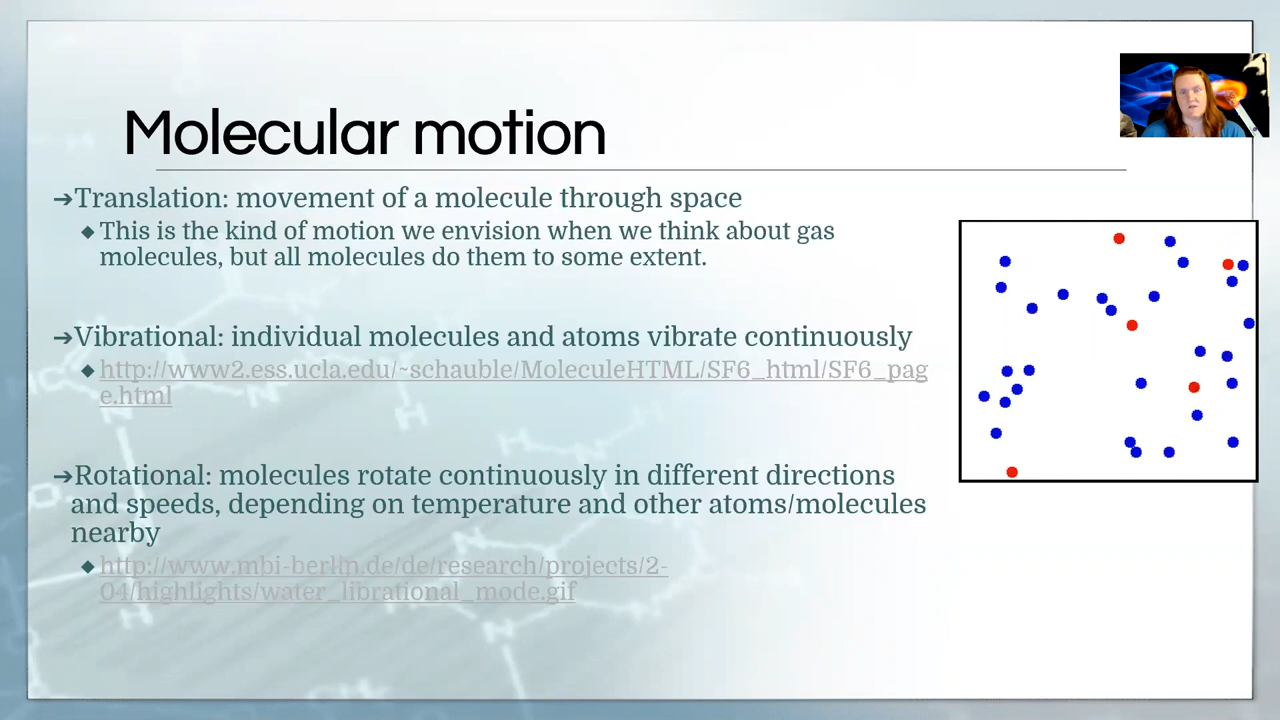 Molecular motion
➔Translation: movement of a molecule through space
◆This is the kind of motion we envision when we think about gas
molecules, but all molecules do them to some extent.
➔Vibrational: individual molecules and atoms vibrate continuously
◆http://www2.ess.ucla.edu/~schauble/MoleculeHTML/SF6_html/SF6_pag
e.html
➔Rotational: molecules rotate continuously in different directions
and speeds, depending on temperature and other atoms/molecules
nearby
◆http://www.mbi-berlin.de/de/research/projects/2-
04/highlights/water_librational_mode.gif